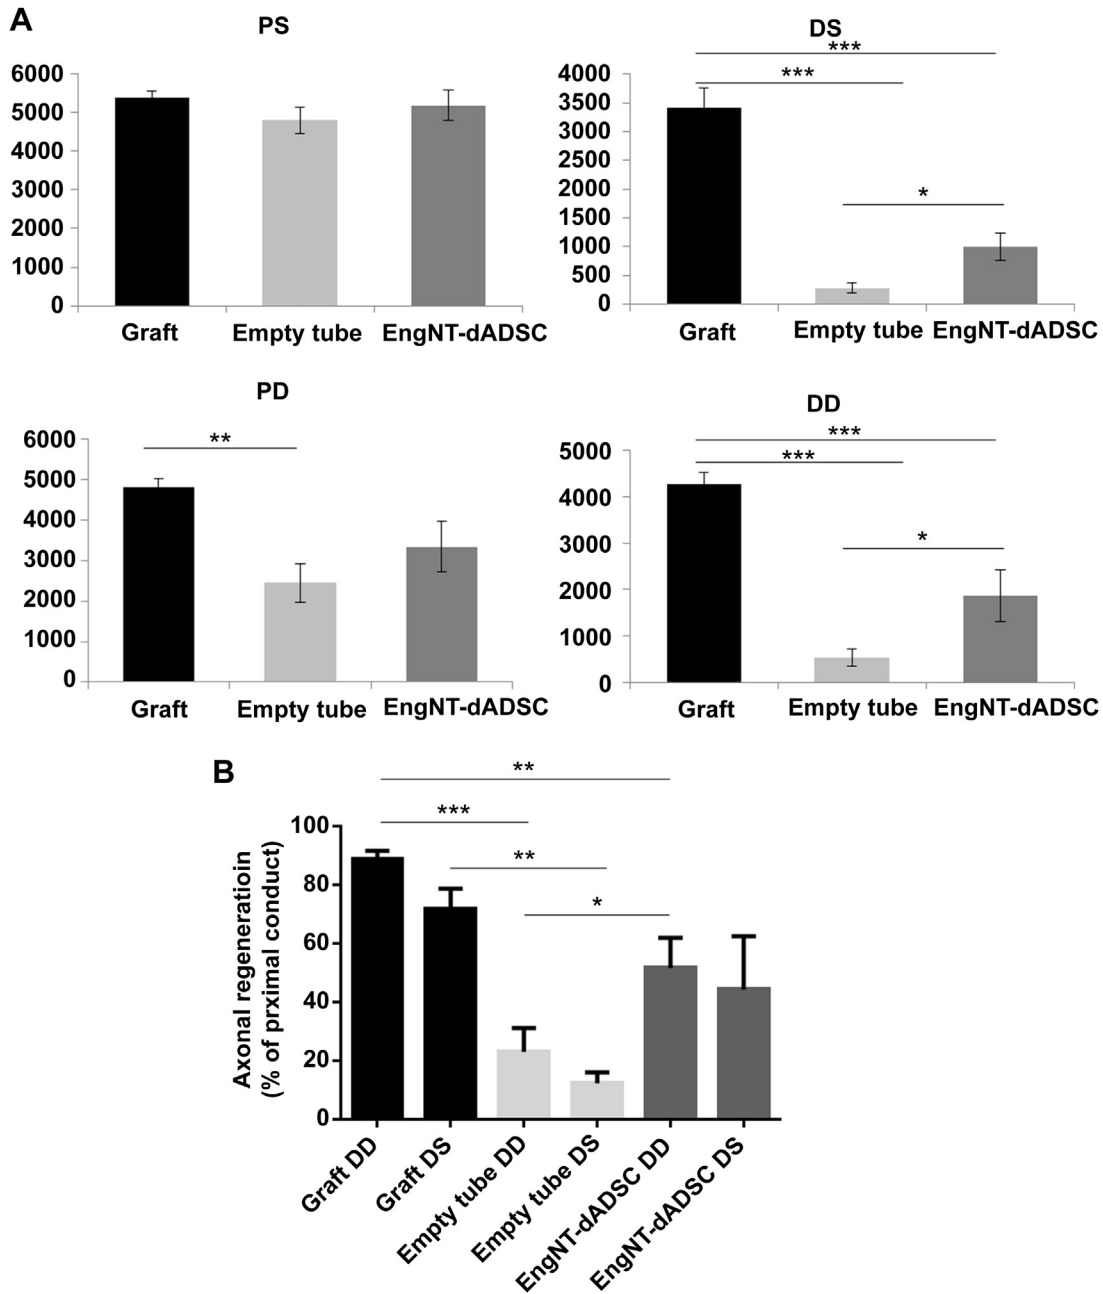 A
PS
6000
5000
4000
3000
2000
1000
0
Graft
Empty tube
EngNT-dADSC
DS
***
***
*
4000
3500
3000
2500
2000
1500
1000
500
0
Graft
Empty tube
EngNT-dADSC
PD
**
6000
5000
4000
3000
2000
1000
0
Graft
Empty tube
EngNT-dADSC
DD
***
***
*
5000
4000
3000
2000
1000
0
Graft
Empty tube
EngNT-dADSC
B
**
***
**
*
Axonal regeneratioin
(% of prximal conduct)
100
80
60
40
20
0
Graft DD
Graft DS
Empty tube DD
Empty tube DS
EngNT-dADSC DD
EngNT-dADSC DS